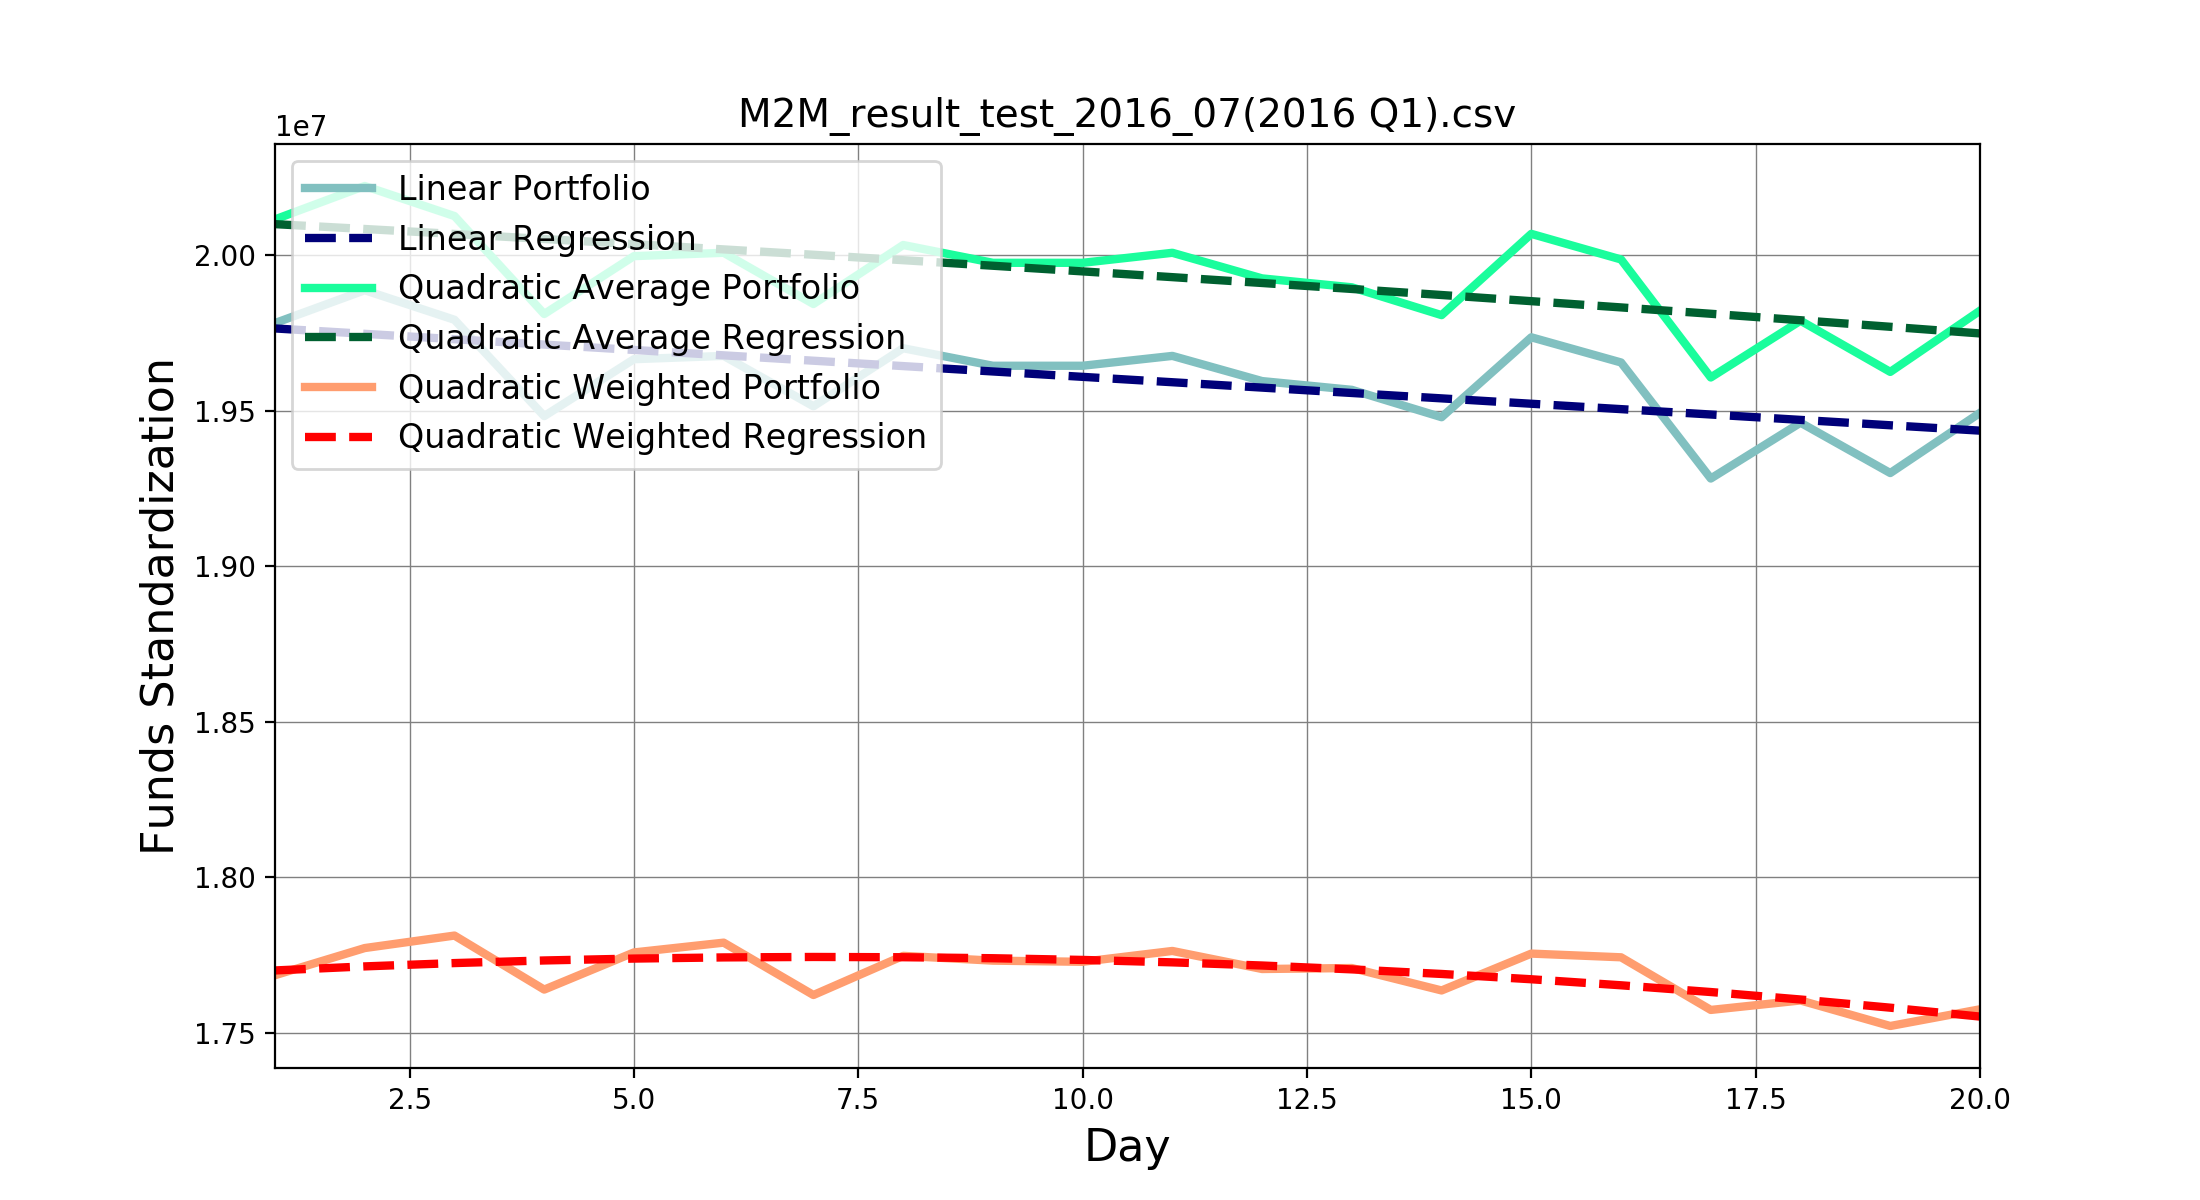 M2M_result_test_2016_07(2016 Q1).csv
1e7
Linear Portfolio
Linear Regression
Quadratic Average Portfolio
Quadratic Average Regression
Quadratic Weighted Portfolio
Quadratic Weighted Regression
2.00
1.95
1.90
1.85
1.80
1.75
Funds Standardization
2.5 5.0 7.5 10.0 12.5 15.0 17.5 20.0
Day